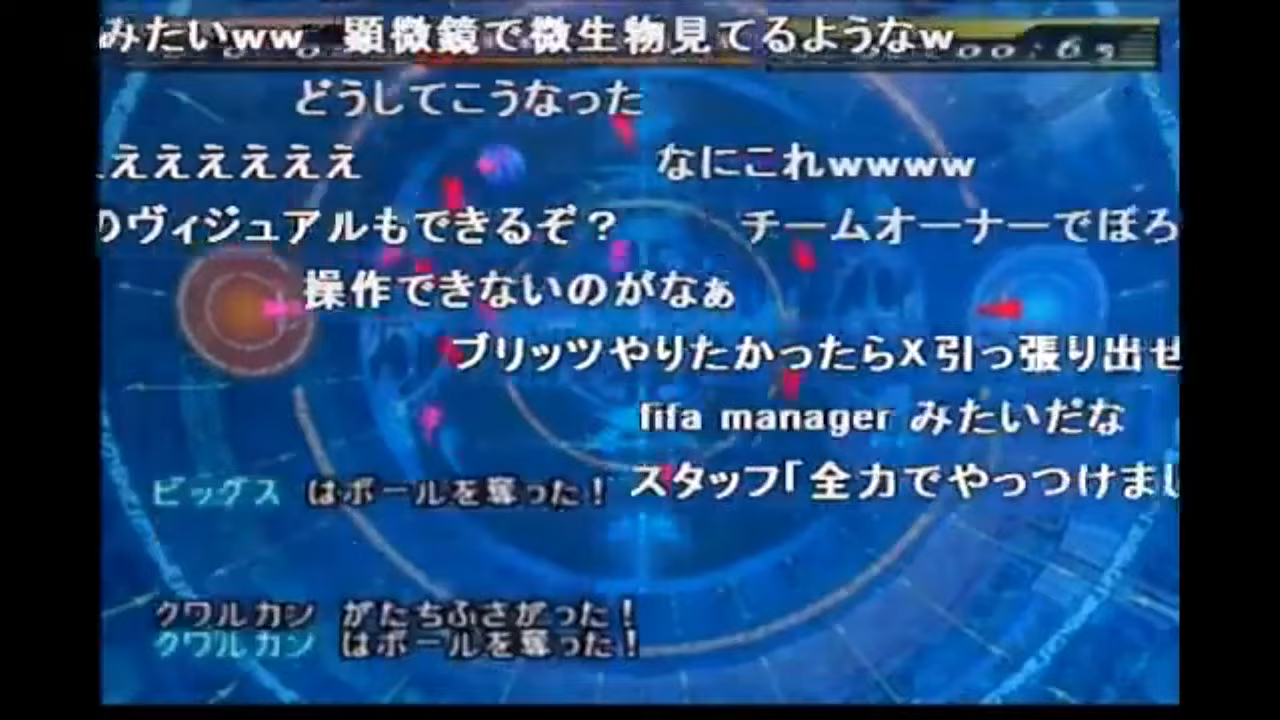 みたいww 顕微鏡で微生物見てるようなw
00:63
どうしてこうなった
えええええええ
なにこれwwww
のヴィジュアルもできるぞ？
チームオーナーでぼろ
操作できないのがなぁ
ブリッツやりたかったらX引っ張り出せ
fifa manager みたいだな
スタッフ「全力でやっつけまし
ビッグス はボールを奪った！
クワルカン がたちふさがった！
クワルカン はボールを奪った！